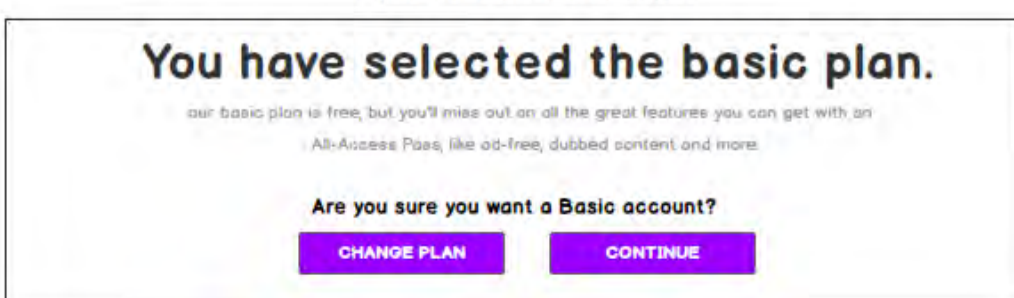 You have selected the basic plan.
our basic plan is free, but you'll miss out on all the great features you can get with an
All-Access Pass, like ad-free, dubbed content and more.
Are you sure you want a Basic account?
CHANGE PLAN CONTINUE